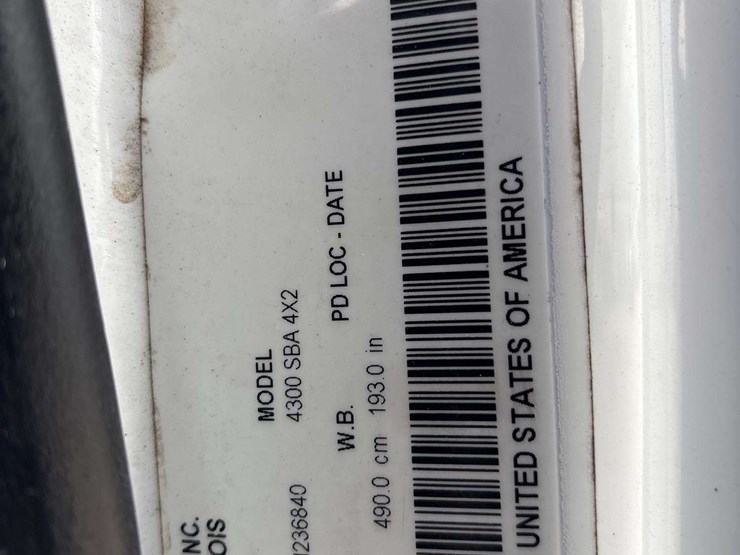 NC.
OIS
MODEL
4300 SBA 4X2
1236840
W.B.
PD LOC - DATE
490.0 cm 193.0 in
UNITED STATES OF AMERICA